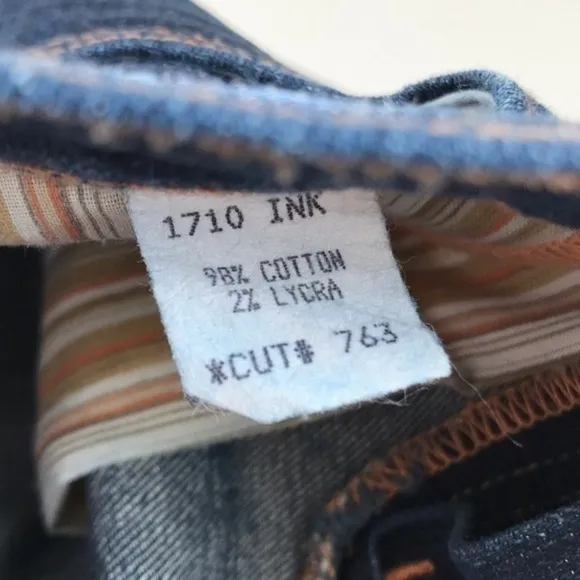 1710 INK
98% COTTON
2% LYCRA
*CUT# 763